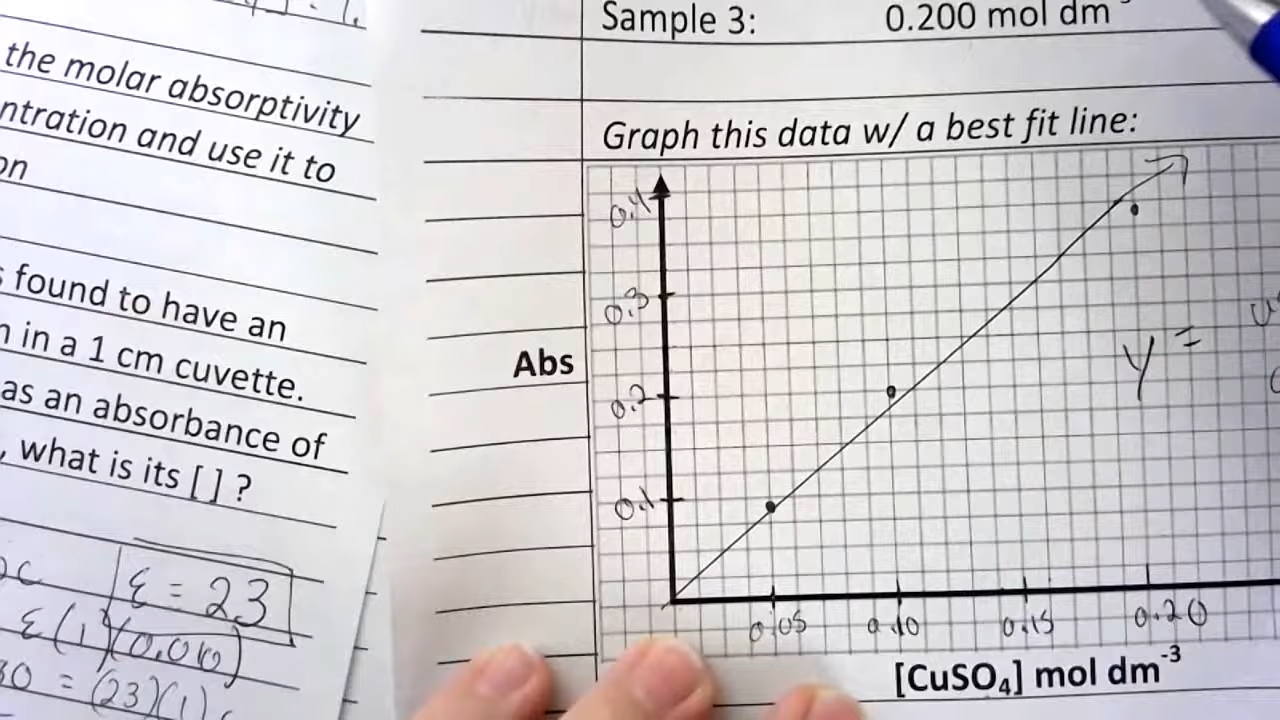 the molar absorptivity
ntration and use it to
on
found to have an
in a 1 cm cuvette.
as an absorbance of
, what is its [ ] ?
ε = 23
ε(1)(0.06)
30 = (23)(1)
Sample 3: 0.200 mol dm
Graph this data w/ a best fit line:
0.4
0.3
Abs
0.2
0.1
y =
0.05 0.10 0.15 0.20
[CuSO₄] mol dm⁻³